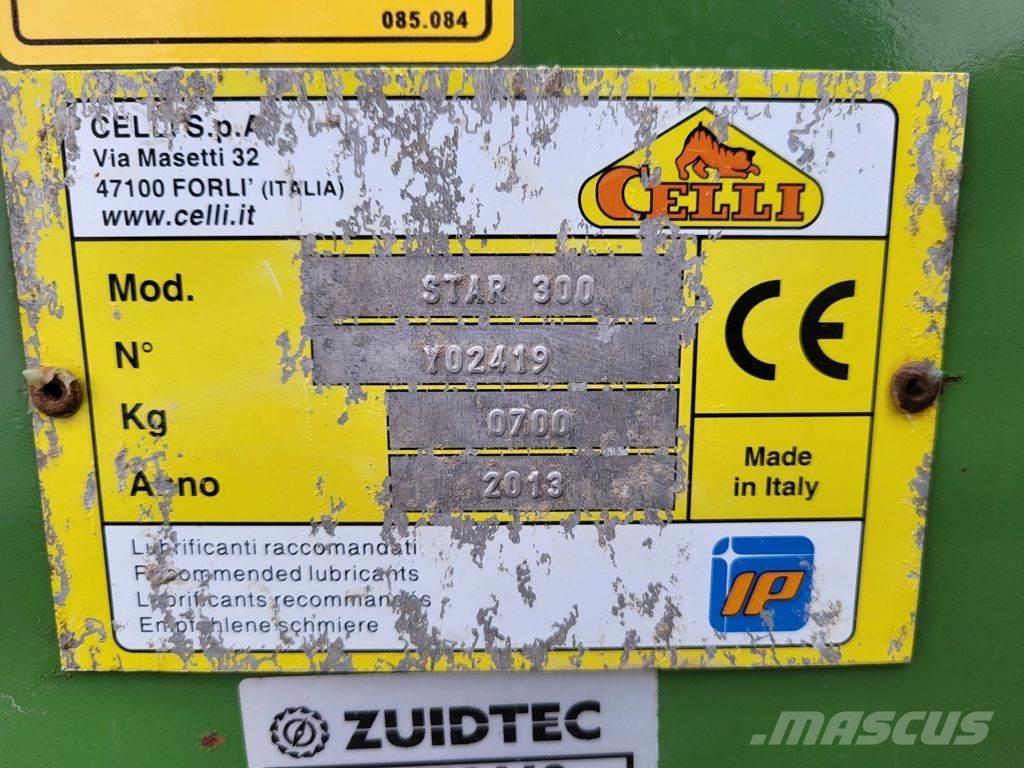 085.084
CELLI S.p.A
Via Masetti 32
47100 FORLI' (ITALIA)
www.celli.it
CELLI
Mod. STAR 300
N° Y02419
Kg 0700
Anno 2013
CE
Made
in Italy
Lubrificanti raccomandati
Recommended lubricants
Lubrificants recommandés
Empfohlene schmiere
IP
ZUIDTEC
MASCUS